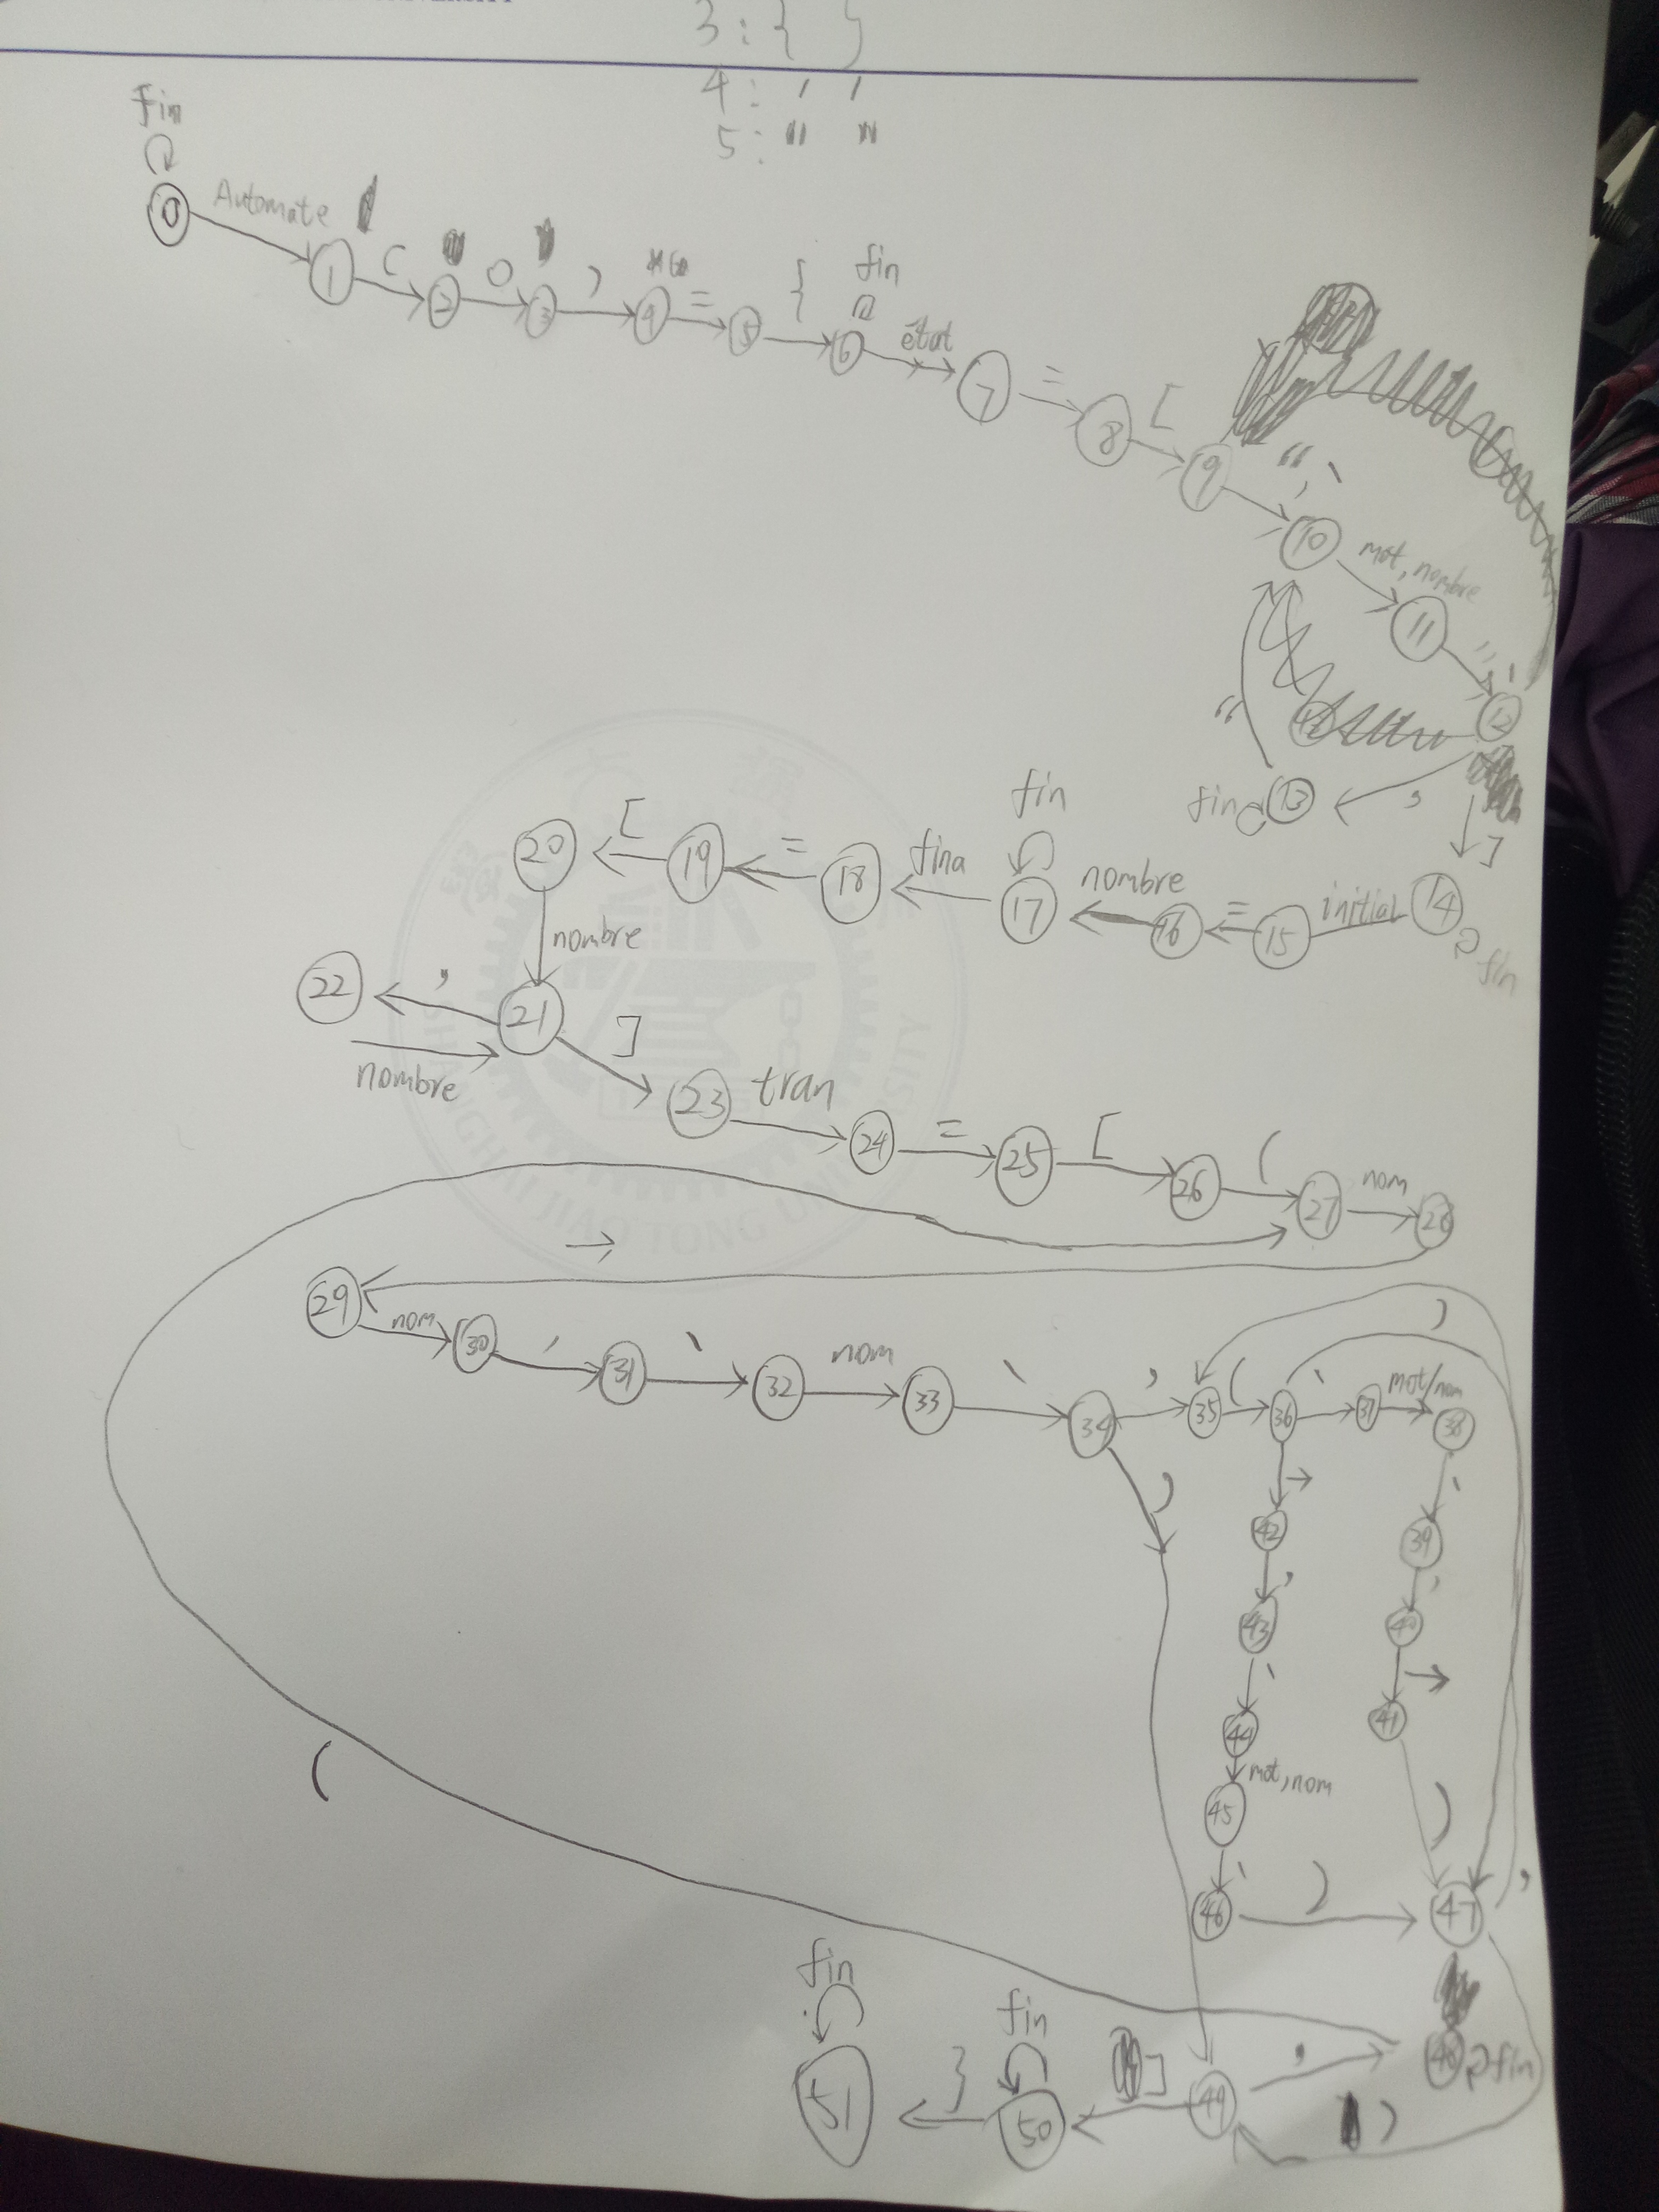 3 : { }
4 : ' '
5 : “ ”
fin
0 Automate 1 ( 2 0 3 ) 4 = 5 { 6 fin état 7 = 8 [ 9 “ , ‵ 10 mot, nombre 11 " ' 12
, 13 fin “
] 14 fin
initial 15 = 16 nombre 17 fin
fina 18 = 19 [ 20
nombre 21
, 22
nombre
] 23 tran 24 = 25 [ 26 ( 27 nom 28
→
29 nom 30 , 31 ‵ 32 nom 33 ‵ 34 , 35 ( 36 ‵ 37 mot/nom 38
)
)
‵ 39
, 40
→ 41
)
→ 42
, 43
‵ 44
mot, nom
45
‵ 46 ) 47 ,
(
48 fin
)
, 49 ] 50 fin
} 51 fin
SHANGHAI JIAO TONG UNIVERSITY